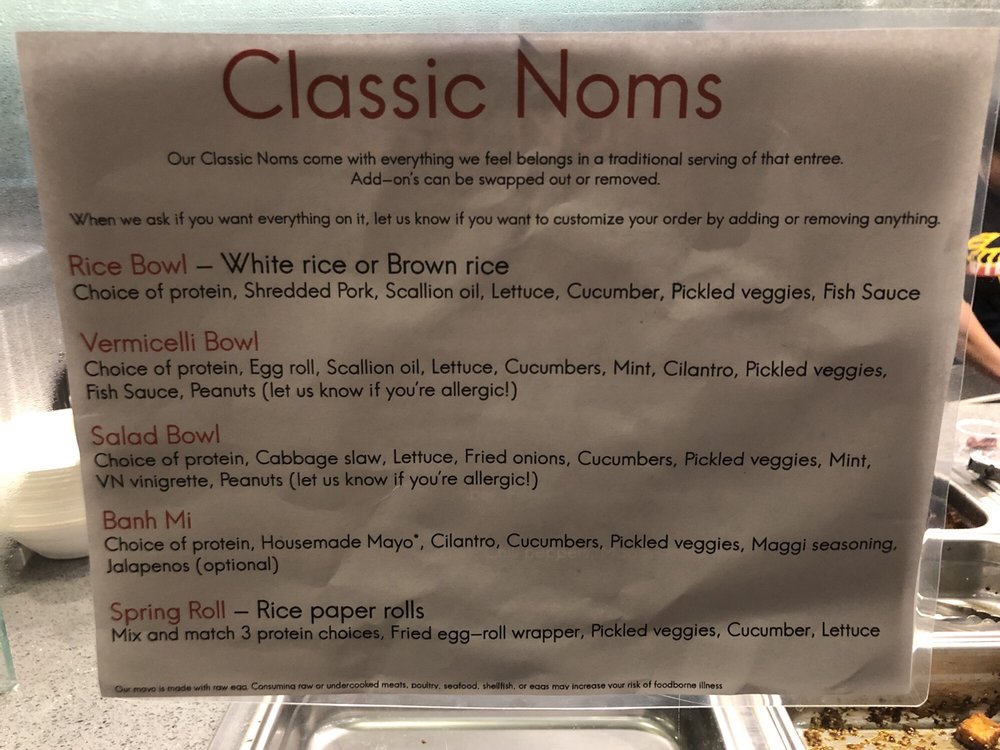 Classic Noms
Our Classic Noms come with everything we feel belongs in a traditional serving of that entree.
Add-on's can be swapped out or removed.
When we ask if you want everything on it, let us know if you want to customize your order by adding or removing anything.
Rice Bowl – White rice or Brown rice
Choice of protein, Shredded Pork, Scallion oil, Lettuce, Cucumber, Pickled veggies, Fish Sauce
Vermicelli Bowl
Choice of protein, Egg roll, Scallion oil, Lettuce, Cucumbers, Mint, Cilantro, Pickled veggies,
Fish Sauce, Peanuts (let us know if you're allergic!)
Salad Bowl
Choice of protein, Cabbage slaw, Lettuce, Fried onions, Cucumbers, Pickled veggies, Mint,
VN vinigrette, Peanuts (let us know if you're allergic!)
Banh Mi
Choice of protein, Housemade Mayo*, Cilantro, Cucumbers, Pickled veggies, Maggi seasoning,
Jalapenos (optional)
Spring Roll – Rice paper rolls
Mix and match 3 protein choices, Fried egg-roll wrapper, Pickled veggies, Cucumber, Lettuce
Our mayo is made with raw egg. Consuming raw or undercooked meats, poultry, seafood, shellfish, or eggs may increase your risk of foodborne illness